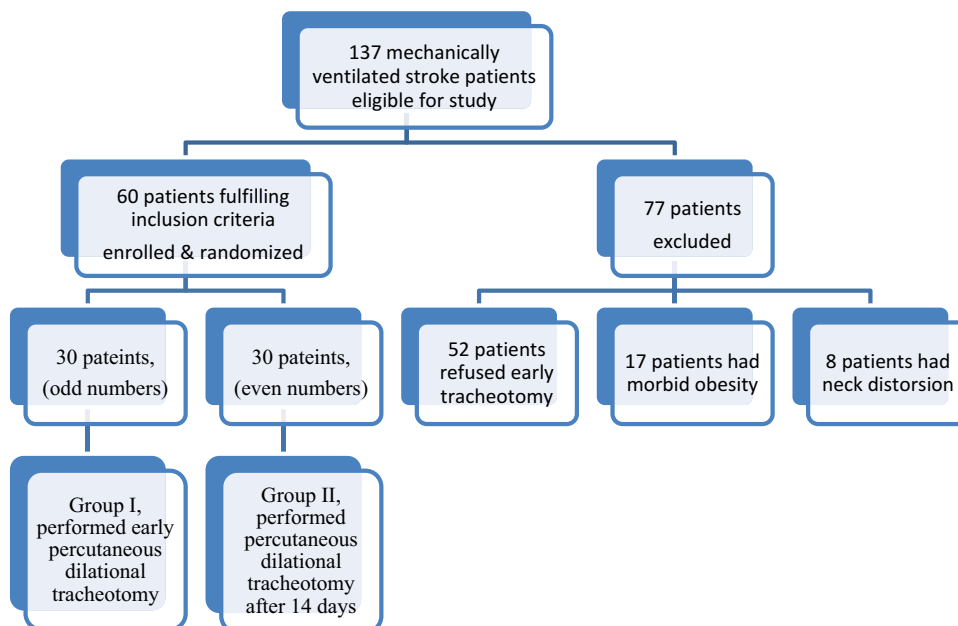 137 mechanically
ventilated stroke patients
eligible for study
60 patients fulfilling
inclusion criteria
enrolled & randomized
77 patients
excluded
30 pateints,
(odd numbers)
30 pateints,
(even numbers)
52 patients
refused early
tracheotomy
17 patients had
morbid obesity
8 patients had
neck distorsion
Group I,
performed early
percutaneous
dilational
tracheotomy
Group II,
performed
percutaneous
dilational
tracheotomy
after 14 days